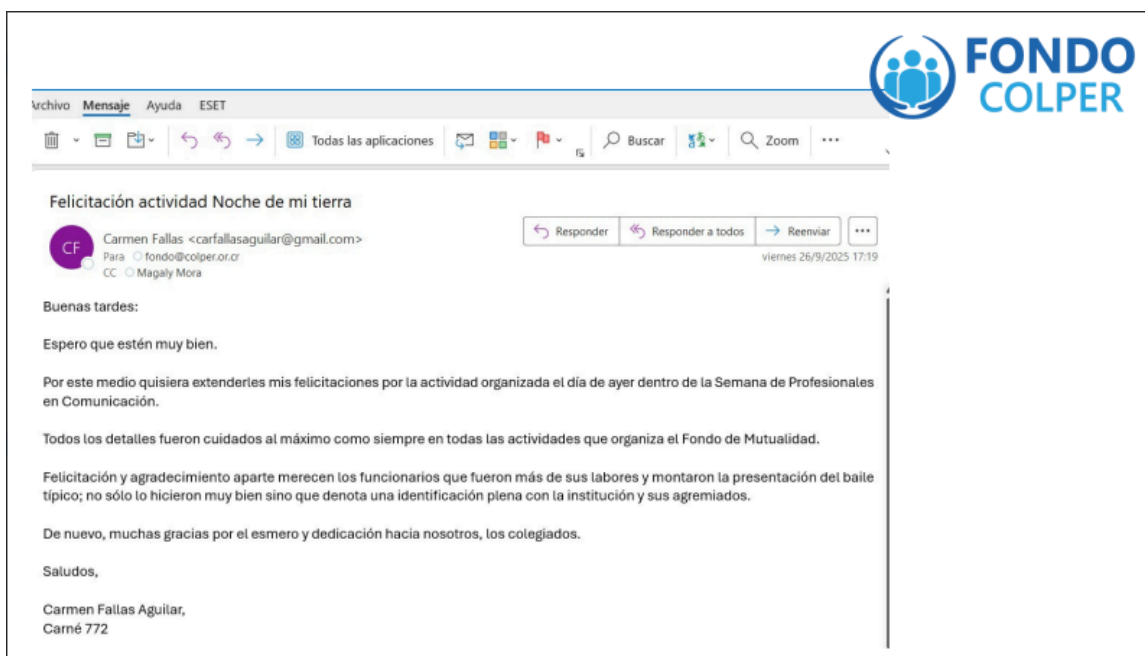 FONDO
COLPER
Archivo Mensaje Ayuda ESET
Todas las aplicaciones Buscar Zoom ...
Felicitación actividad Noche de mi tierra
CF
Carmen Fallas <carfallasaguilar@gmail.com>
Para fondo@colper.or.cr
CC Magaly Mora
Responder Responder a todos Reenviar ...
viernes 26/9/2025 17:19
Buenas tardes:
Espero que estén muy bien.
Por este medio quisiera extenderles mis felicitaciones por la actividad organizada el día de ayer dentro de la Semana de Profesionales
en Comunicación.
Todos los detalles fueron cuidados al máximo como siempre en todas las actividades que organiza el Fondo de Mutualidad.
Felicitación y agradecimiento aparte merecen los funcionarios que fueron más de sus labores y montaron la presentación del baile
típico; no sólo lo hicieron muy bien sino que denota una identificación plena con la institución y sus agremiados.
De nuevo, muchas gracias por el esmero y dedicación hacia nosotros, los colegiados.
Saludos,
Carmen Fallas Aguilar,
Carné 772